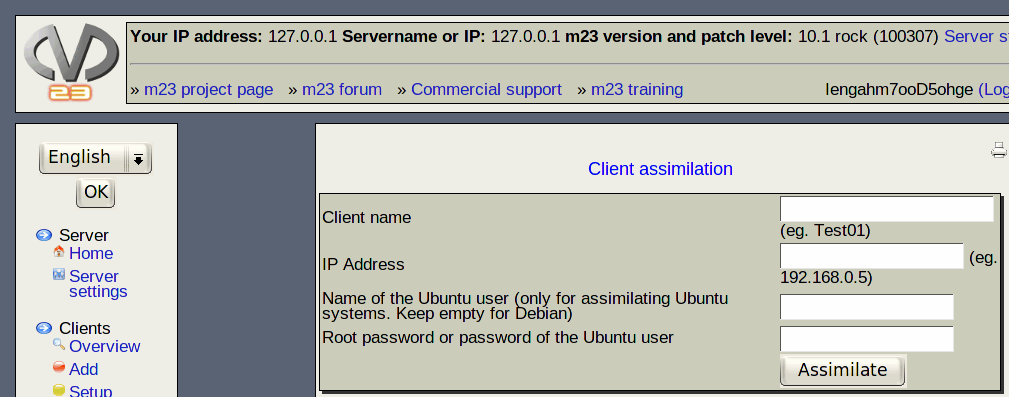 Your IP address: 127.0.0.1 Servername or IP: 127.0.0.1 m23 version and patch level: 10.1 rock (100307) Server s
» m23 project page » m23 forum » Commercial support » m23 training Iengahm7ooD5ohge (Log
23
English
OK
Server
Home
Server
settings
Clients
Overview
Add
Setup
Client assimilation
Client name
(eg. Test01)
IP Address
(eg.
192.168.0.5)
Name of the Ubuntu user (only for assimilating Ubuntu
systems. Keep empty for Debian)
Root password or password of the Ubuntu user
Assimilate